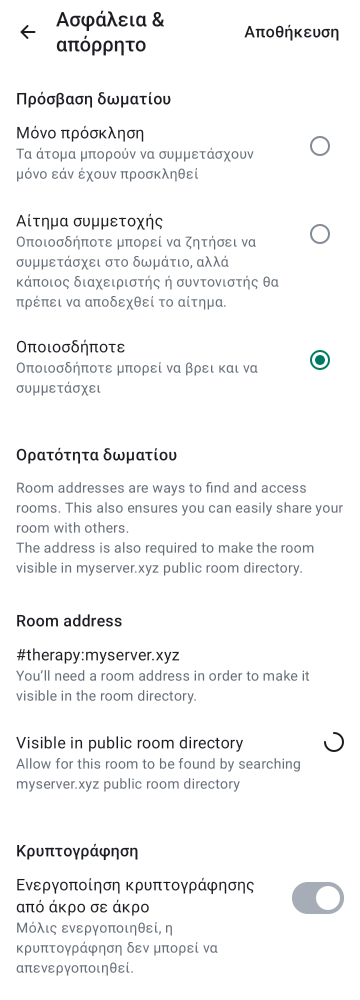 Ασφάλεια &
απόρρητο
Αποθήκευση
Πρόσβαση δωματίου
Μόνο πρόσκληση
Τα άτομα μπορούν να συμμετάσχουν
μόνο εάν έχουν προσκληθεί
Αίτημα συμμετοχής
Οποιοσδήποτε μπορεί να ζητήσει να
συμμετάσχει στο δωμάτιο, αλλά
κάποιος διαχειριστής ή συντονιστής θα
πρέπει να αποδεχθεί το αίτημα.
Οποιοσδήποτε
Οποιοσδήποτε μπορεί να βρει και να
συμμετάσχει
Ορατότητα δωματίου
Room addresses are ways to find and access
rooms. This also ensures you can easily share your
room with others.
The address is also required to make the room
visible in myserver.xyz public room directory.
Room address
#therapy:myserver.xyz
You’ll need a room address in order to make it
visible in the room directory.
Visible in public room directory
Allow for this room to be found by searching
myserver.xyz public room directory
Κρυπτογράφηση
Ενεργοποίηση κρυπτογράφησης
από άκρο σε άκρο
Μόλις ενεργοποιηθεί, η
κρυπτογράφηση δεν μπορεί να
απενεργοποιηθεί.